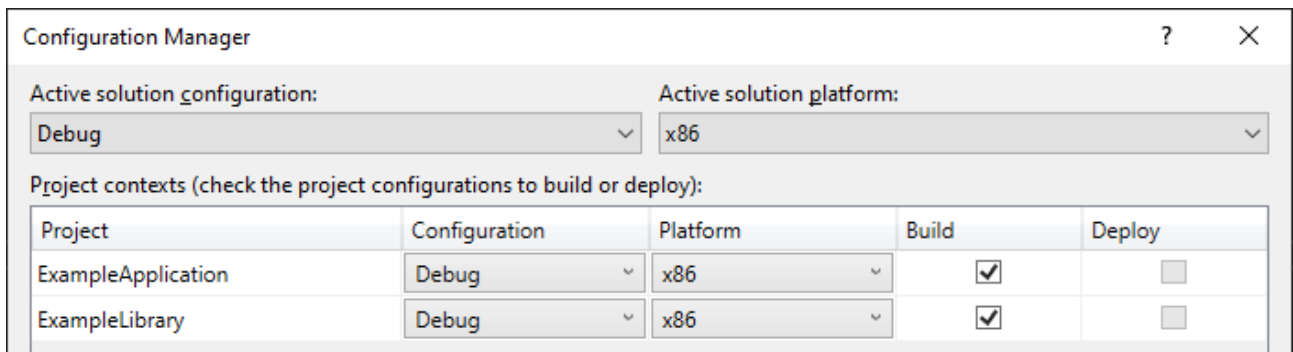 Configuration Manager ?
Active solution configuration: Active solution platform:
Debug x86
Project contexts (check the project configurations to build or deploy):
Project Configuration Platform Build Deploy
ExampleApplication Debug x86
ExampleLibrary Debug x86